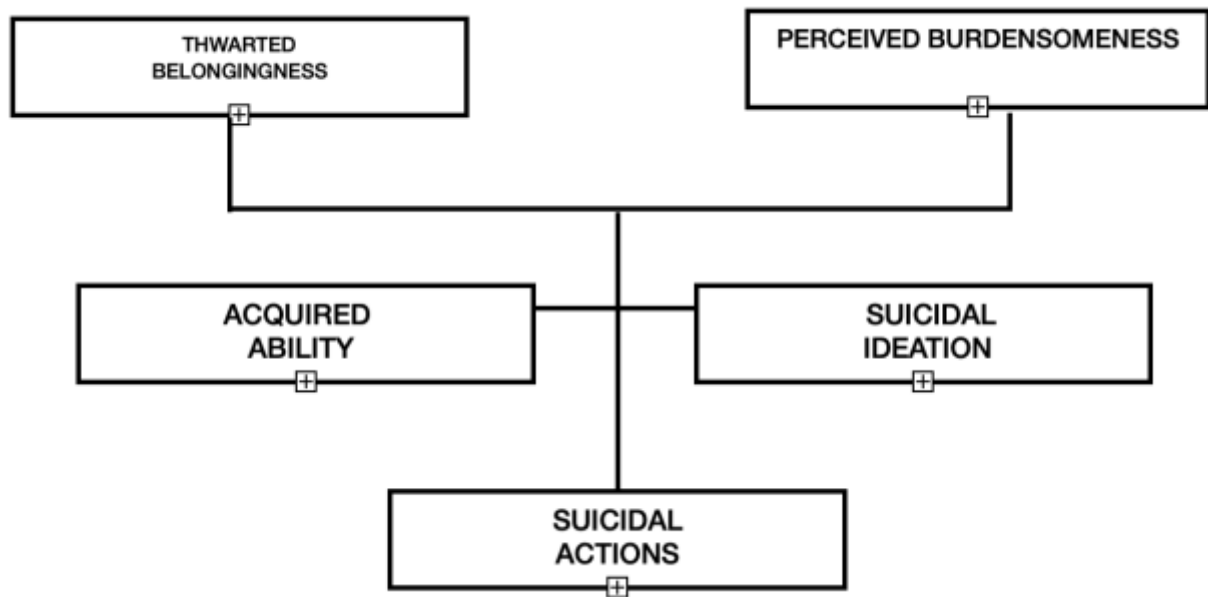 THWARTED
BELONGINGNESS
PERCEIVED BURDENSOMENESS
ACQUIRED
ABILITY
SUICIDAL
IDEATION
SUICIDAL
ACTIONS